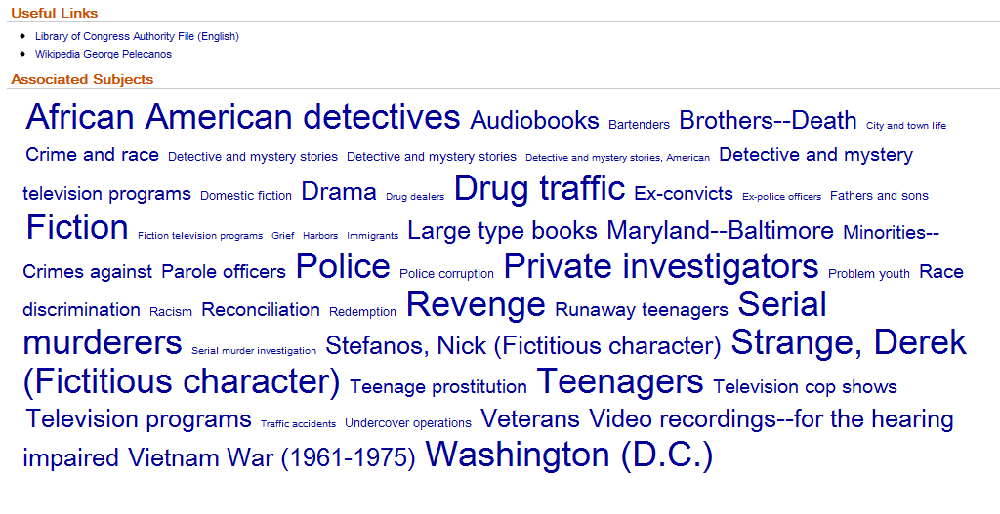 Useful Links
Library of Congress Authority File (English)
Wikipedia George Pelecanos
Associated Subjects
African American detectives Audiobooks Bartenders Brothers--Death City and town life
Crime and race Detective and mystery stories Detective and mystery stories Detective and mystery stories, American Detective and mystery
television programs Domestic fiction Drama Drug dealers Drug traffic Ex-convicts Ex-police officers Fathers and sons
Fiction Fiction television programs Grief Harbors Immigrants Large type books Maryland--Baltimore Minorities--
Crimes against Parole officers Police Police corruption Private investigators Problem youth Race
discrimination Racism Reconciliation Redemption Revenge Runaway teenagers Serial
murderers Serial murder investigation Stefanos, Nick (Fictitious character) Strange, Derek
(Fictitious character) Teenage prostitution Teenagers Television cop shows
Television programs Traffic accidents Undercover operations Veterans Video recordings--for the hearing
impaired Vietnam War (1961-1975) Washington (D.C.)